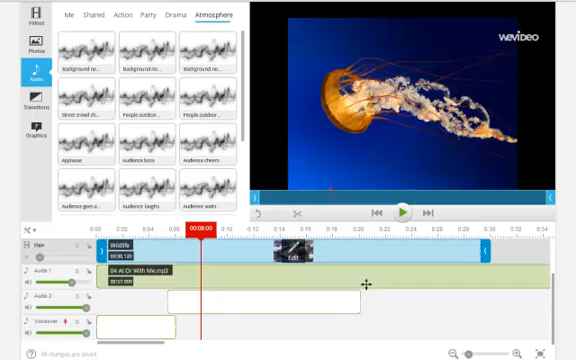 Me Shared Action Party Drama Atmosphere
Videos
Photos
Audio
Transitions
Graphics
Background no... Background no... Background no...
Street crowd ch... People outdoor... People outdoor...
Applause Audience boos Audience cheers
Audience goes a... Audience laughs Audience waits
WeVideo
0:00 0:02 0:04 0:06 00:08:00 0:10 0:12 0:14 0:16 0:18 0:20 0:22 0:24 0:26 0:28 0:30 0:32 0:34
Wildlife
Edit
Audio 1
04 At Or With Me.mp3
Audio 2
Voiceover
All changes are saved